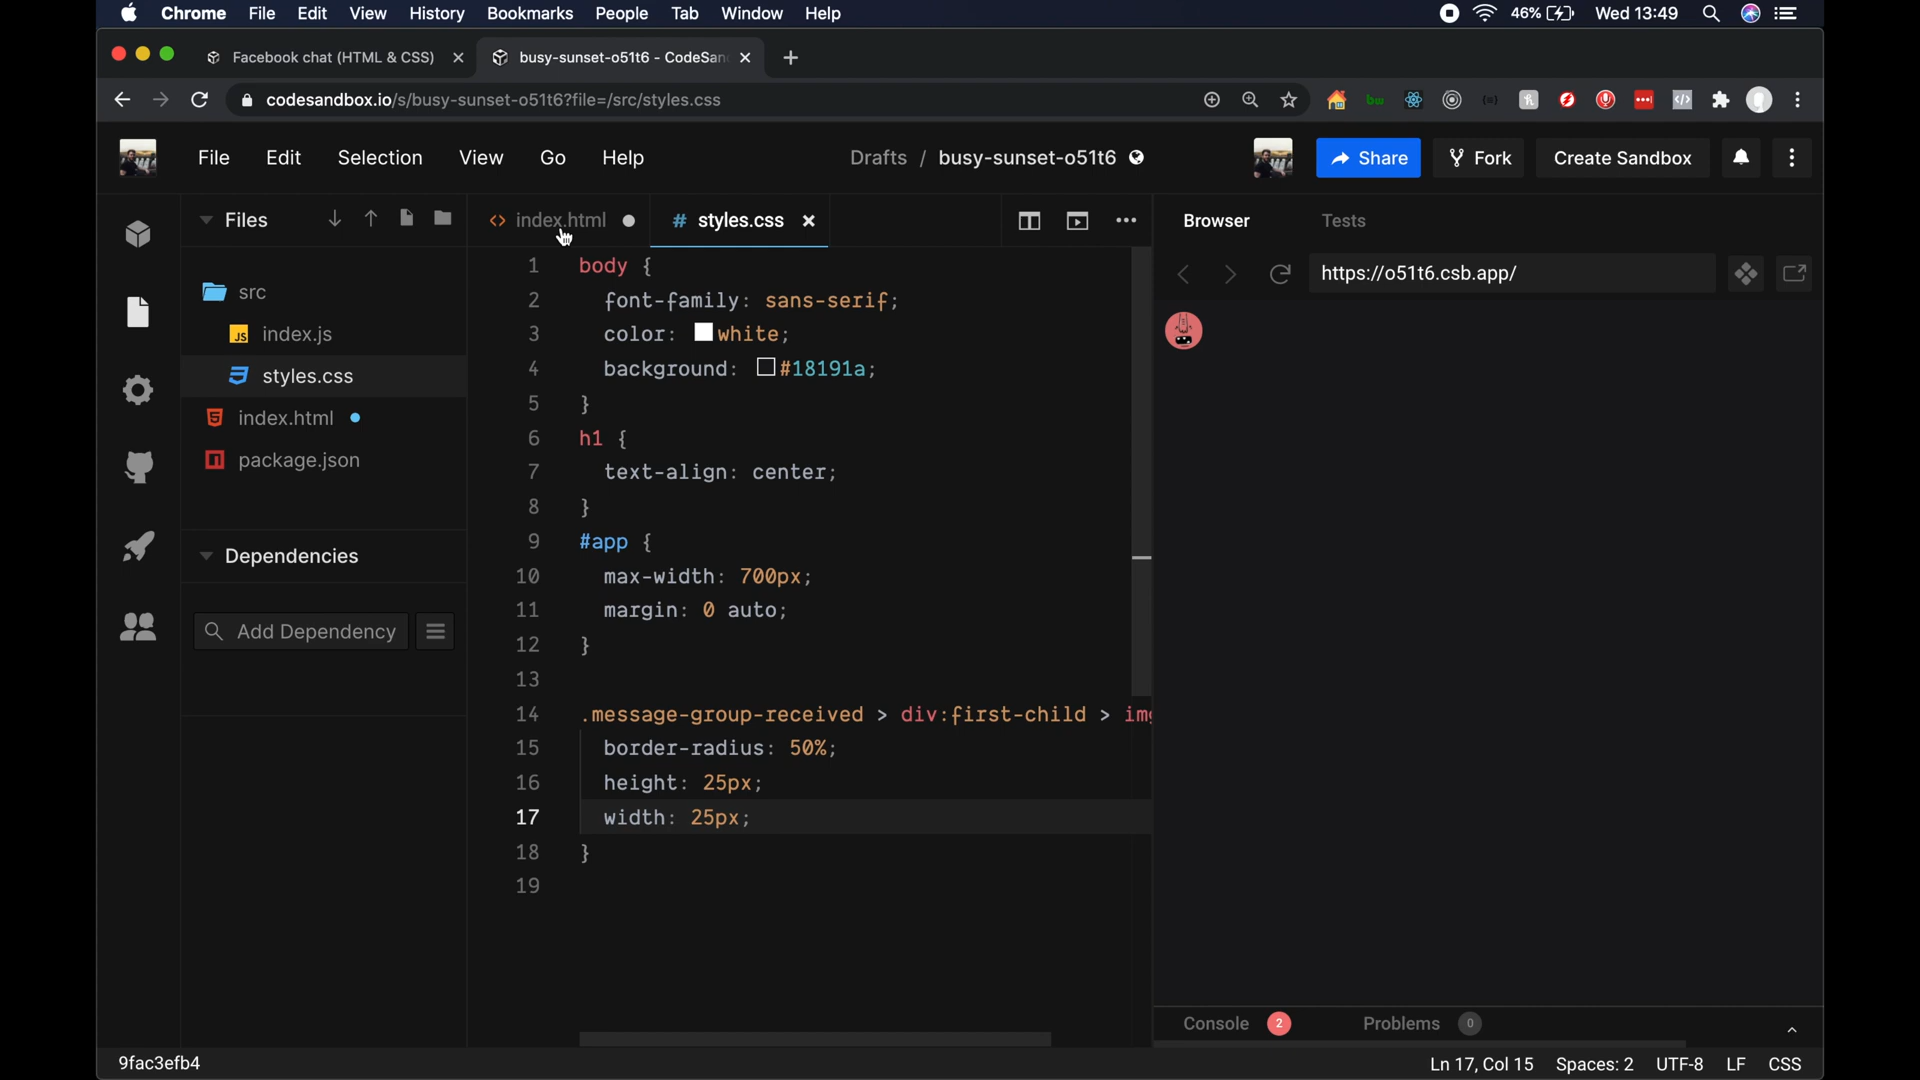 Chrome File Edit View History Bookmarks People Tab Window Help 46% Wed 13:49
Facebook chat (HTML & CSS) busy-sunset-o51t6 - CodeSan
codesandbox.io/s/busy-sunset-o51t6?file=/src/styles.css
File Edit Selection View Go Help Drafts / busy-sunset-o51t6 Share Fork Create Sandbox
Files
index.html
# styles.css
Browser Tests
https://o51t6.csb.app/
src
JS index.js
styles.css
index.html
package.json
Dependencies
Add Dependency
1 body {
2 font-family: sans-serif;
3 color: white;
4 background: #18191a;
5 }
6 h1 {
7 text-align: center;
8 }
9 #app {
10 max-width: 700px;
11 margin: 0 auto;
12 }
13
14 .message-group-received > div:first-child > im
15 border-radius: 50%;
16 height: 25px;
17 width: 25px;
18 }
19
Console 2 Problems 0
9fac3efb4 Ln 17, Col 15 Spaces: 2 UTF-8 LF CSS